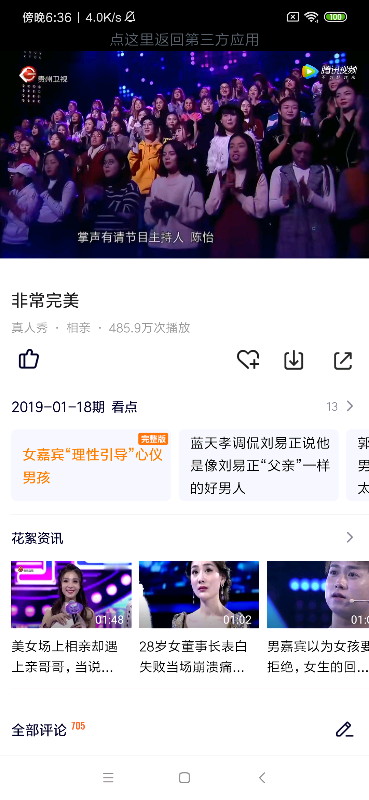 傍晚6:36 | 4.0K/s
100
点这里返回第三方应用
贵州卫视
腾讯视频
掌声有请节目主持人 陈怡
非常完美
真人秀 · 相亲 · 485.9万次播放
2019-01-18期 看点
13
完整版
女嘉宾“理性引导”心仪
男孩
蓝天孝调侃刘易正说他
是像刘易正“父亲”一样
的好男人
郭
男
太
花絮资讯
01:48
01:02
01:0
美女场上相亲却遇
上亲哥哥，当说...
28岁女董事长表白
失败当场崩溃痛...
男嘉宾以为女孩要
拒绝，女生的回...
全部评论 705